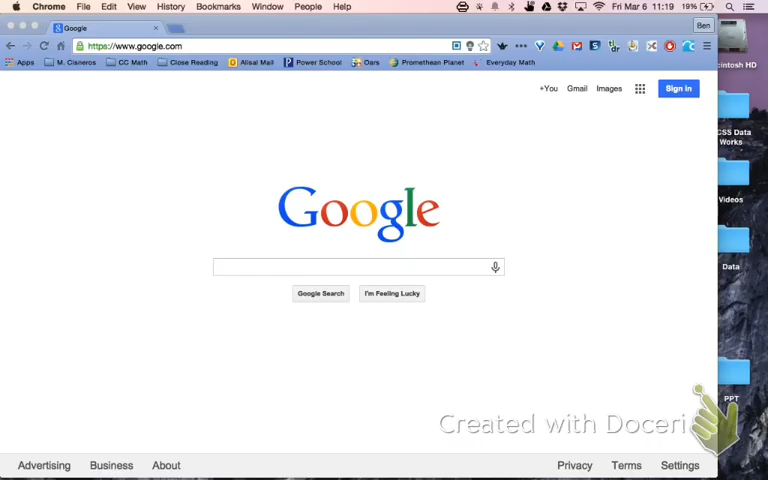 Chrome File Edit View History Bookmarks Window People Help 19% Fri Mar 6 11:19
Google Ben
https://www.google.com
Apps M. Cisneros CC Math Close Reading Alisal Mail Power School Oars Promethean Planet Everyday Math
cintosh HD
+You Gmail Images Sign in
CSS Data
Works
Videos
Google
Data
Google Search I'm Feeling Lucky
PPT
Created with Doceri
Advertising Business About Privacy Terms Settings